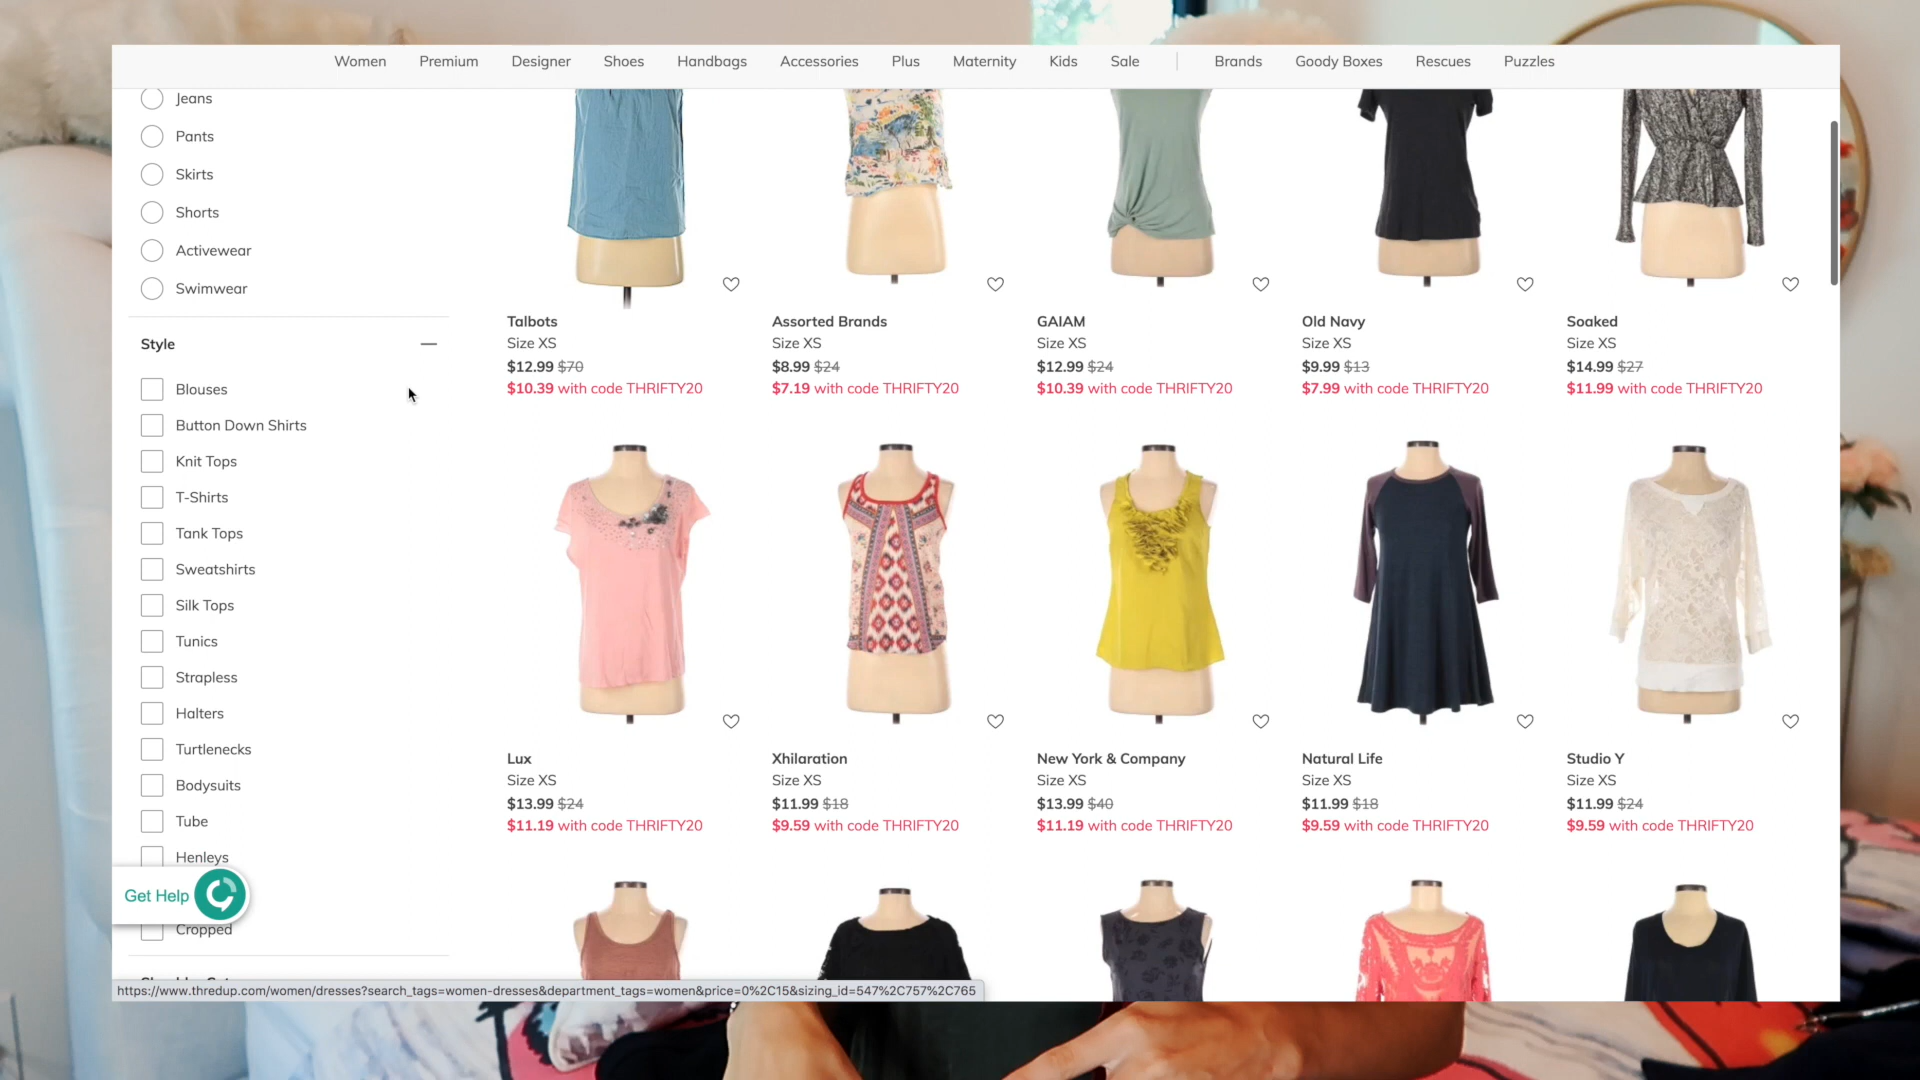 Women Premium Designer Shoes Handbags Accessories Plus Maternity Kids Sale | Brands Goody Boxes Rescues Puzzles
Jeans
Pants
Skirts
Shorts
Activewear
Swimwear
Style
Blouses
Button Down Shirts
Knit Tops
T-Shirts
Tank Tops
Sweatshirts
Silk Tops
Tunics
Strapless
Halters
Turtlenecks
Bodysuits
Tube
Henleys
Get Help
Cropped
Talbots
Size XS
$12.99 $70
$10.39 with code THRIFTY20
Assorted Brands
Size XS
$8.99 $24
$7.19 with code THRIFTY20
GAIAM
Size XS
$12.99 $24
$10.39 with code THRIFTY20
Old Navy
Size XS
$9.99 $13
$7.99 with code THRIFTY20
Soaked
Size XS
$14.99 $27
$11.99 with code THRIFTY20
Lux
Size XS
$13.99 $24
$11.19 with code THRIFTY20
Xhilaration
Size XS
$11.99 $18
$9.59 with code THRIFTY20
New York & Company
Size XS
$13.99 $40
$11.19 with code THRIFTY20
Natural Life
Size XS
$11.99 $18
$9.59 with code THRIFTY20
Studio Y
Size XS
$11.99 $24
$9.59 with code THRIFTY20
https://www.thredup.com/women/dresses?search_tags=women-dresses&department_tags=women&price=0%2C15&sizing_id=547%2C757%2C765